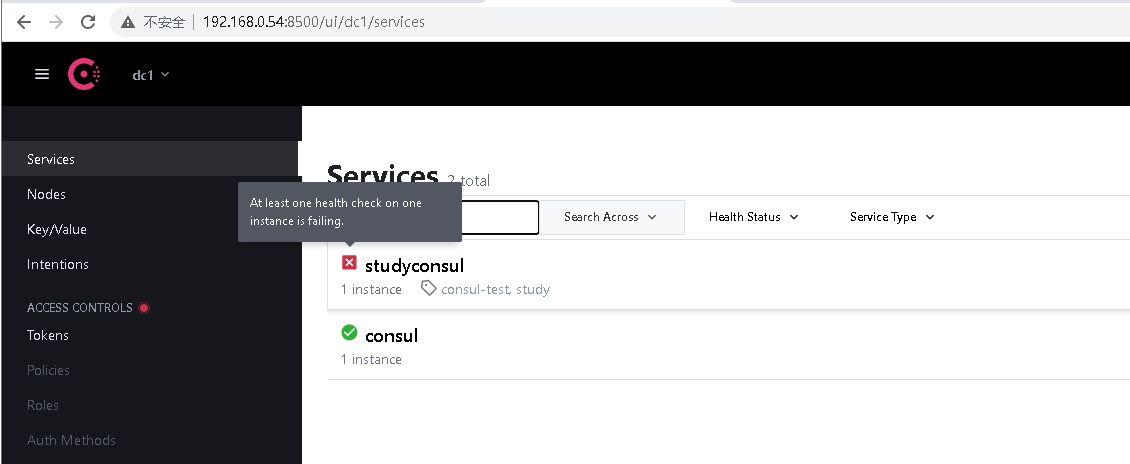 不安全 192.168.0.54:8500/ui/dc1/services
dc1
Services
Nodes
Key/Value
Intentions
ACCESS CONTROLS
Tokens
Policies
Roles
Auth Methods
Services 2 total
At least one health check on one
instance is failing.
Search Across
Health Status
Service Type
studyconsul
1 instance consul-test, study
consul
1 instance